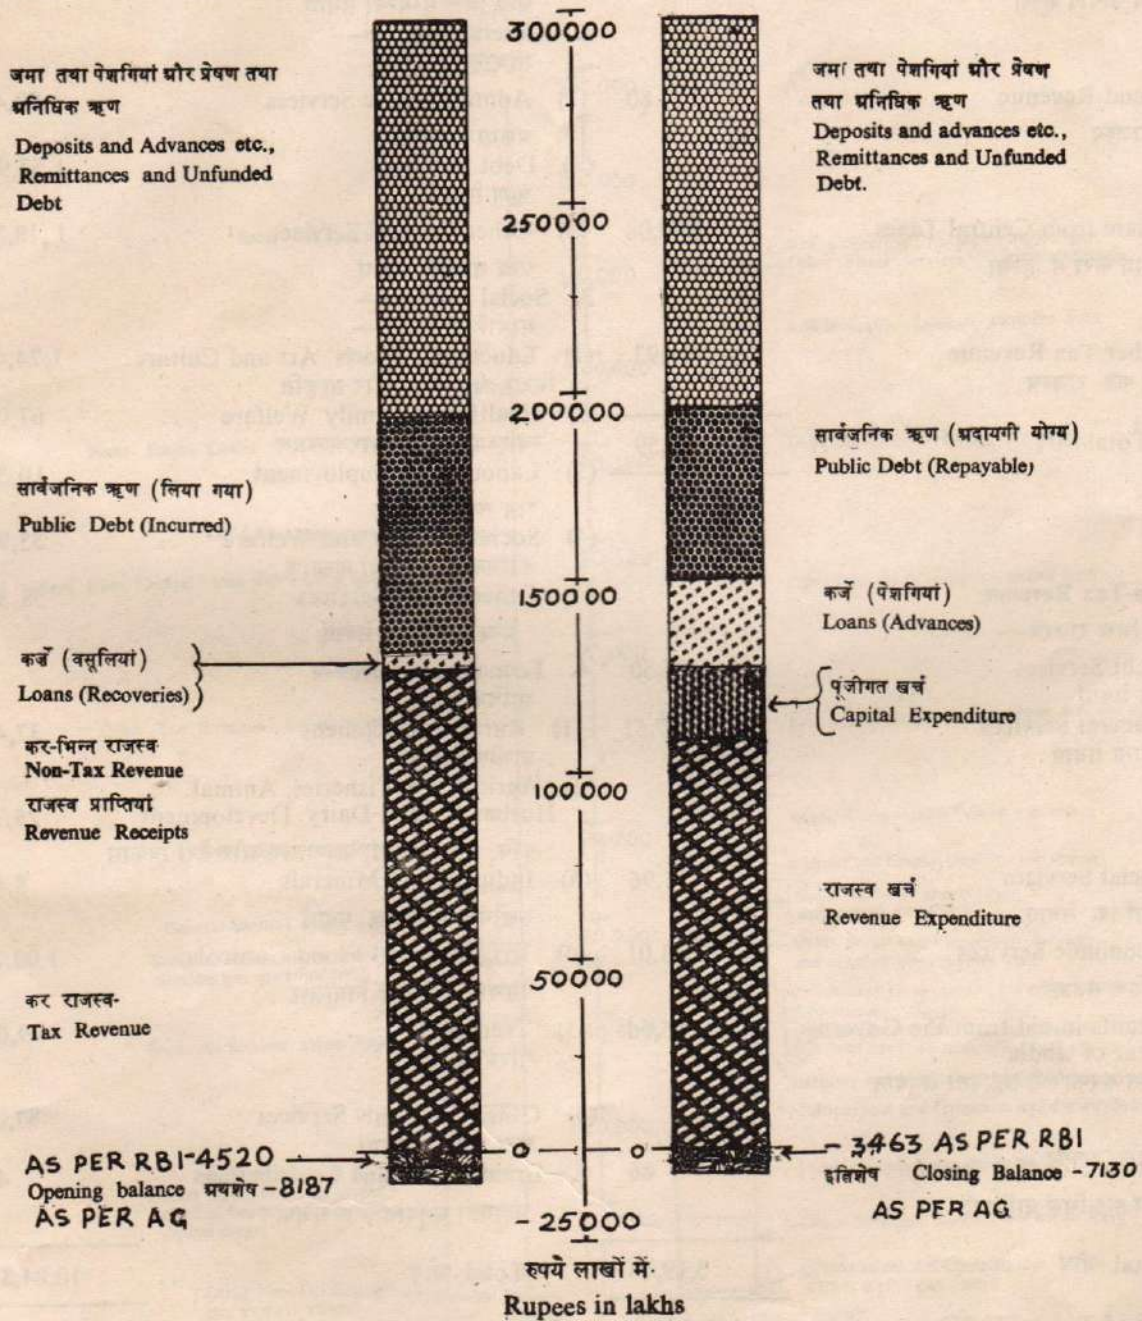 जमा तथा पेशगियां और प्रेषण तथा
अनिधिक ऋण
Deposits and Advances etc.,
Remittances and Unfunded
Debt
सार्वजनिक ऋण (लिया गया)
Public Debt (Incurred)
कर्जे (वसूलियां)
Loans (Recoveries)
कर-भिन्न राजस्व
Non-Tax Revenue
राजस्व प्राप्तियां
Revenue Receipts
कर राजस्व-
Tax Revenue
AS PER RBI-4520
Opening balance अथशेष -8187
AS PER AG
300000
250000
200000
150000
100000
50000
0 0
-25000
रुपये लाखों में
Rupees in lakhs
जमा तथा पेशगियां और प्रेषण
तथा अनिधिक ऋण
Deposits and advances etc.,
Remittances and Unfunded
Debt.
सार्वजनिक ऋण (अदायगी योग्य)
Public Debt (Repayable)
कर्जे (पेशगियां)
Loans (Advances)
पूंजीगत खर्च
Capital Expenditure
राजस्व खर्च
Revenue Expenditure
- 3463 AS PER RBI
इतिशेष Closing Balance -7130
AS PER AG